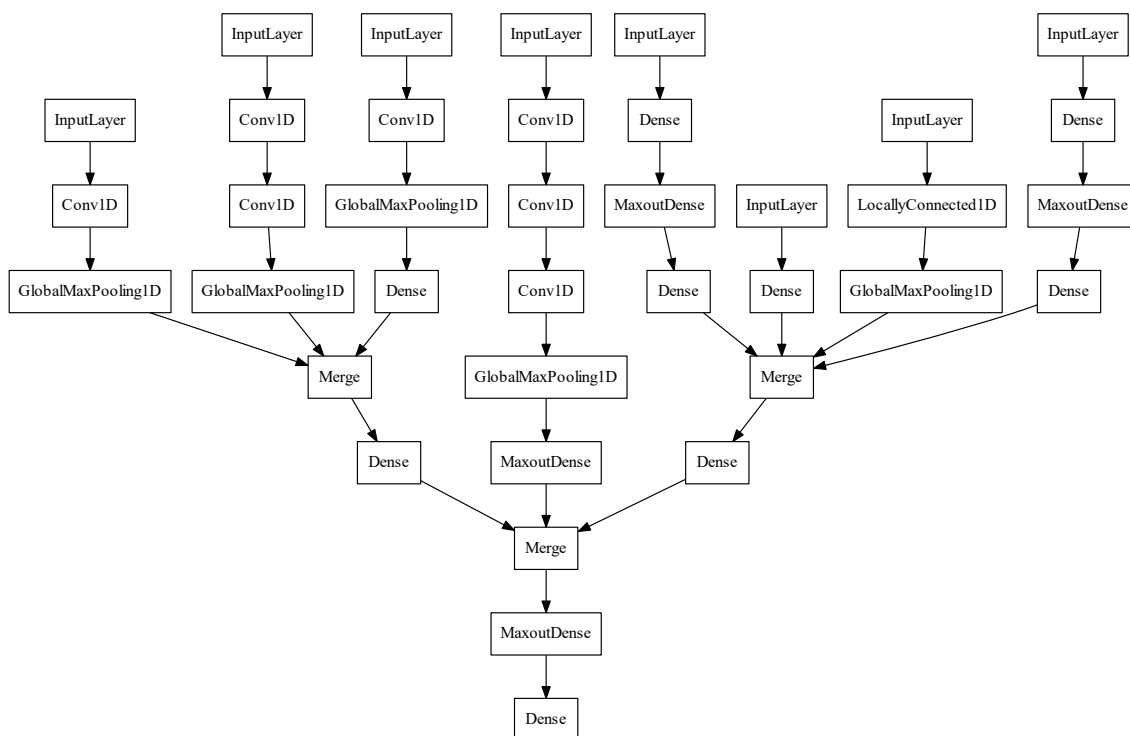 InputLayer InputLayer InputLayer InputLayer InputLayer
InputLayer Conv1D Conv1D Conv1D Dense InputLayer Dense
Conv1D Conv1D GlobalMaxPooling1D Conv1D MaxoutDense InputLayer LocallyConnected1D MaxoutDense
GlobalMaxPooling1D GlobalMaxPooling1D Dense Conv1D Dense Dense GlobalMaxPooling1D Dense
Merge GlobalMaxPooling1D Merge
Dense MaxoutDense Dense
Merge
MaxoutDense
Dense